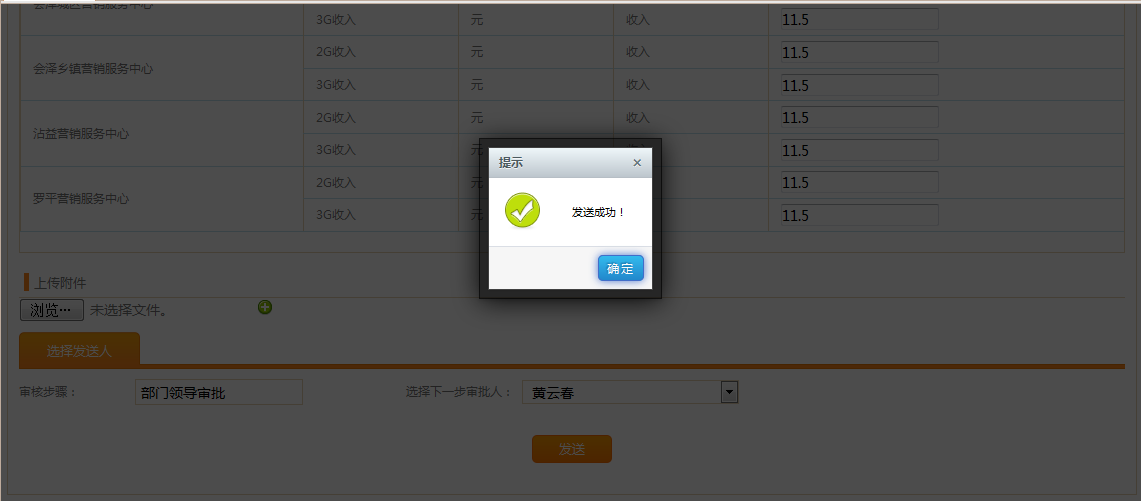 会泽城区营销服务中心
3G收入 元 收入 11.5
会泽乡镇营销服务中心
2G收入 元 收入 11.5
3G收入 元 收入 11.5
沾益营销服务中心
2G收入 元 收入 11.5
3G收入 元 收入 11.5
罗平营销服务中心
2G收入 元 11.5
3G收入 元 11.5
提示 ×
发送成功！
确定
上传附件
浏览… 未选择文件。
选择发送人
审核步骤： 部门领导审批 选择下一步审批人： 黄云春
发送